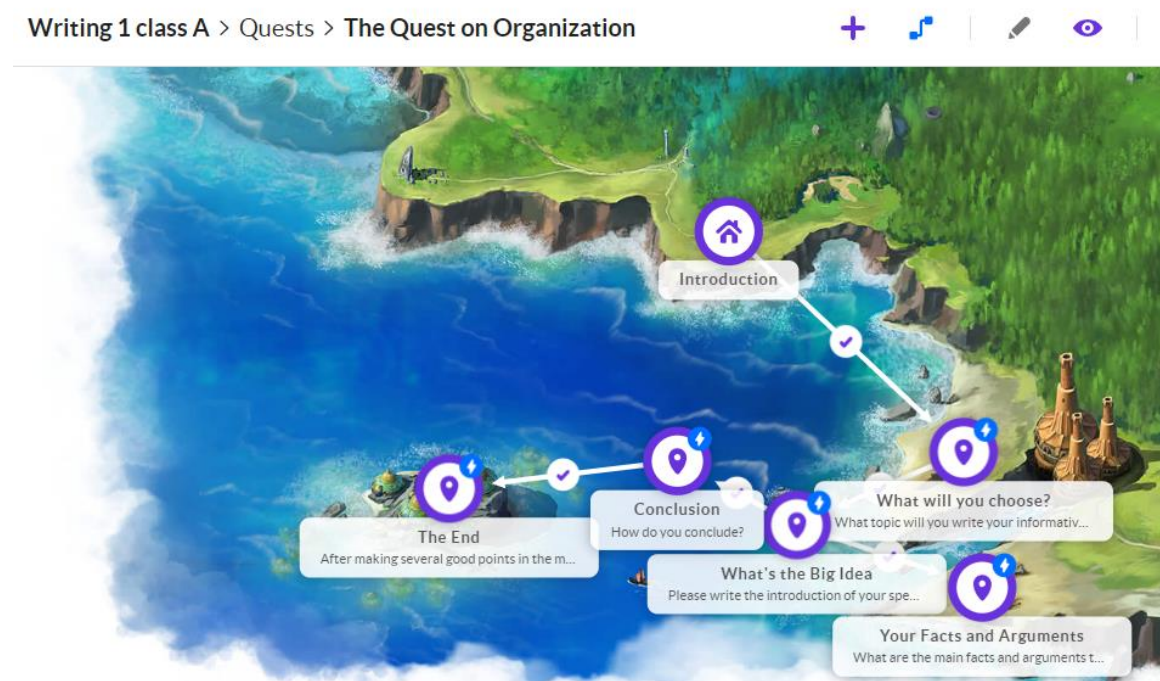 Writing 1 class A > Quests > The Quest on Organization
Introduction
What will you choose?
What topic will you write your informativ...
Conclusion
How do you conclude?
The End
After making several good points in the m...
What's the Big Idea
Please write the introduction of your spe...
Your Facts and Arguments
What are the main facts and arguments t...